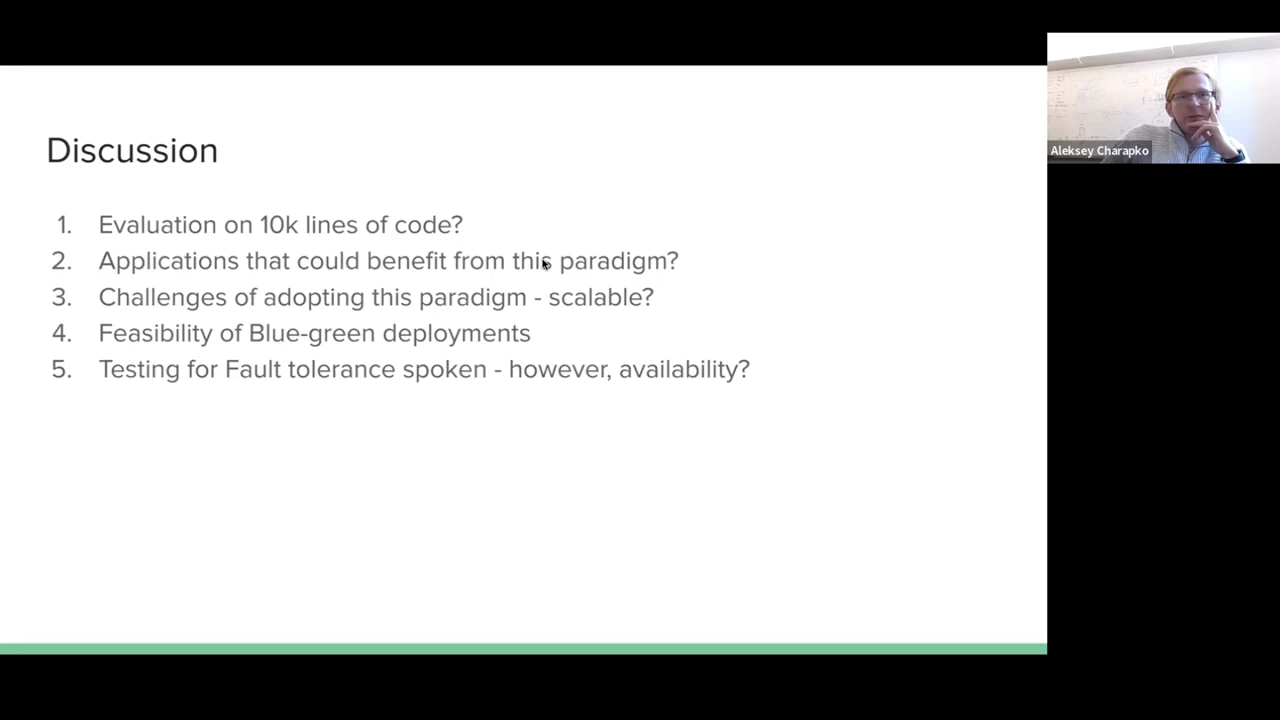 Discussion
1. Evaluation on 10k lines of code?
2. Applications that could benefit from this paradigm?
3. Challenges of adopting this paradigm - scalable?
4. Feasibility of Blue-green deployments
5. Testing for Fault tolerance spoken - however, availability?
Aleksey Charapko